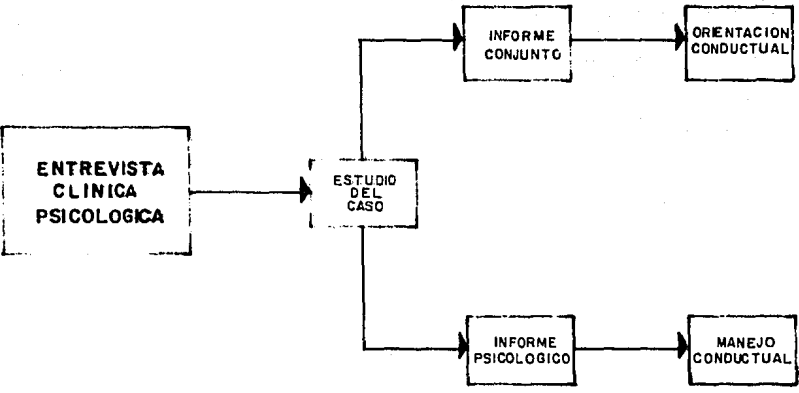 ENTREVISTA
CLINICA
PSICOLOGICA
ESTUDIO
DEL
CASO
INFORME
CONJUNTO
ORIENTACION
CONDUCTUAL
INFORME
PSICOLOGICO
MANEJO
CONDUCTUAL